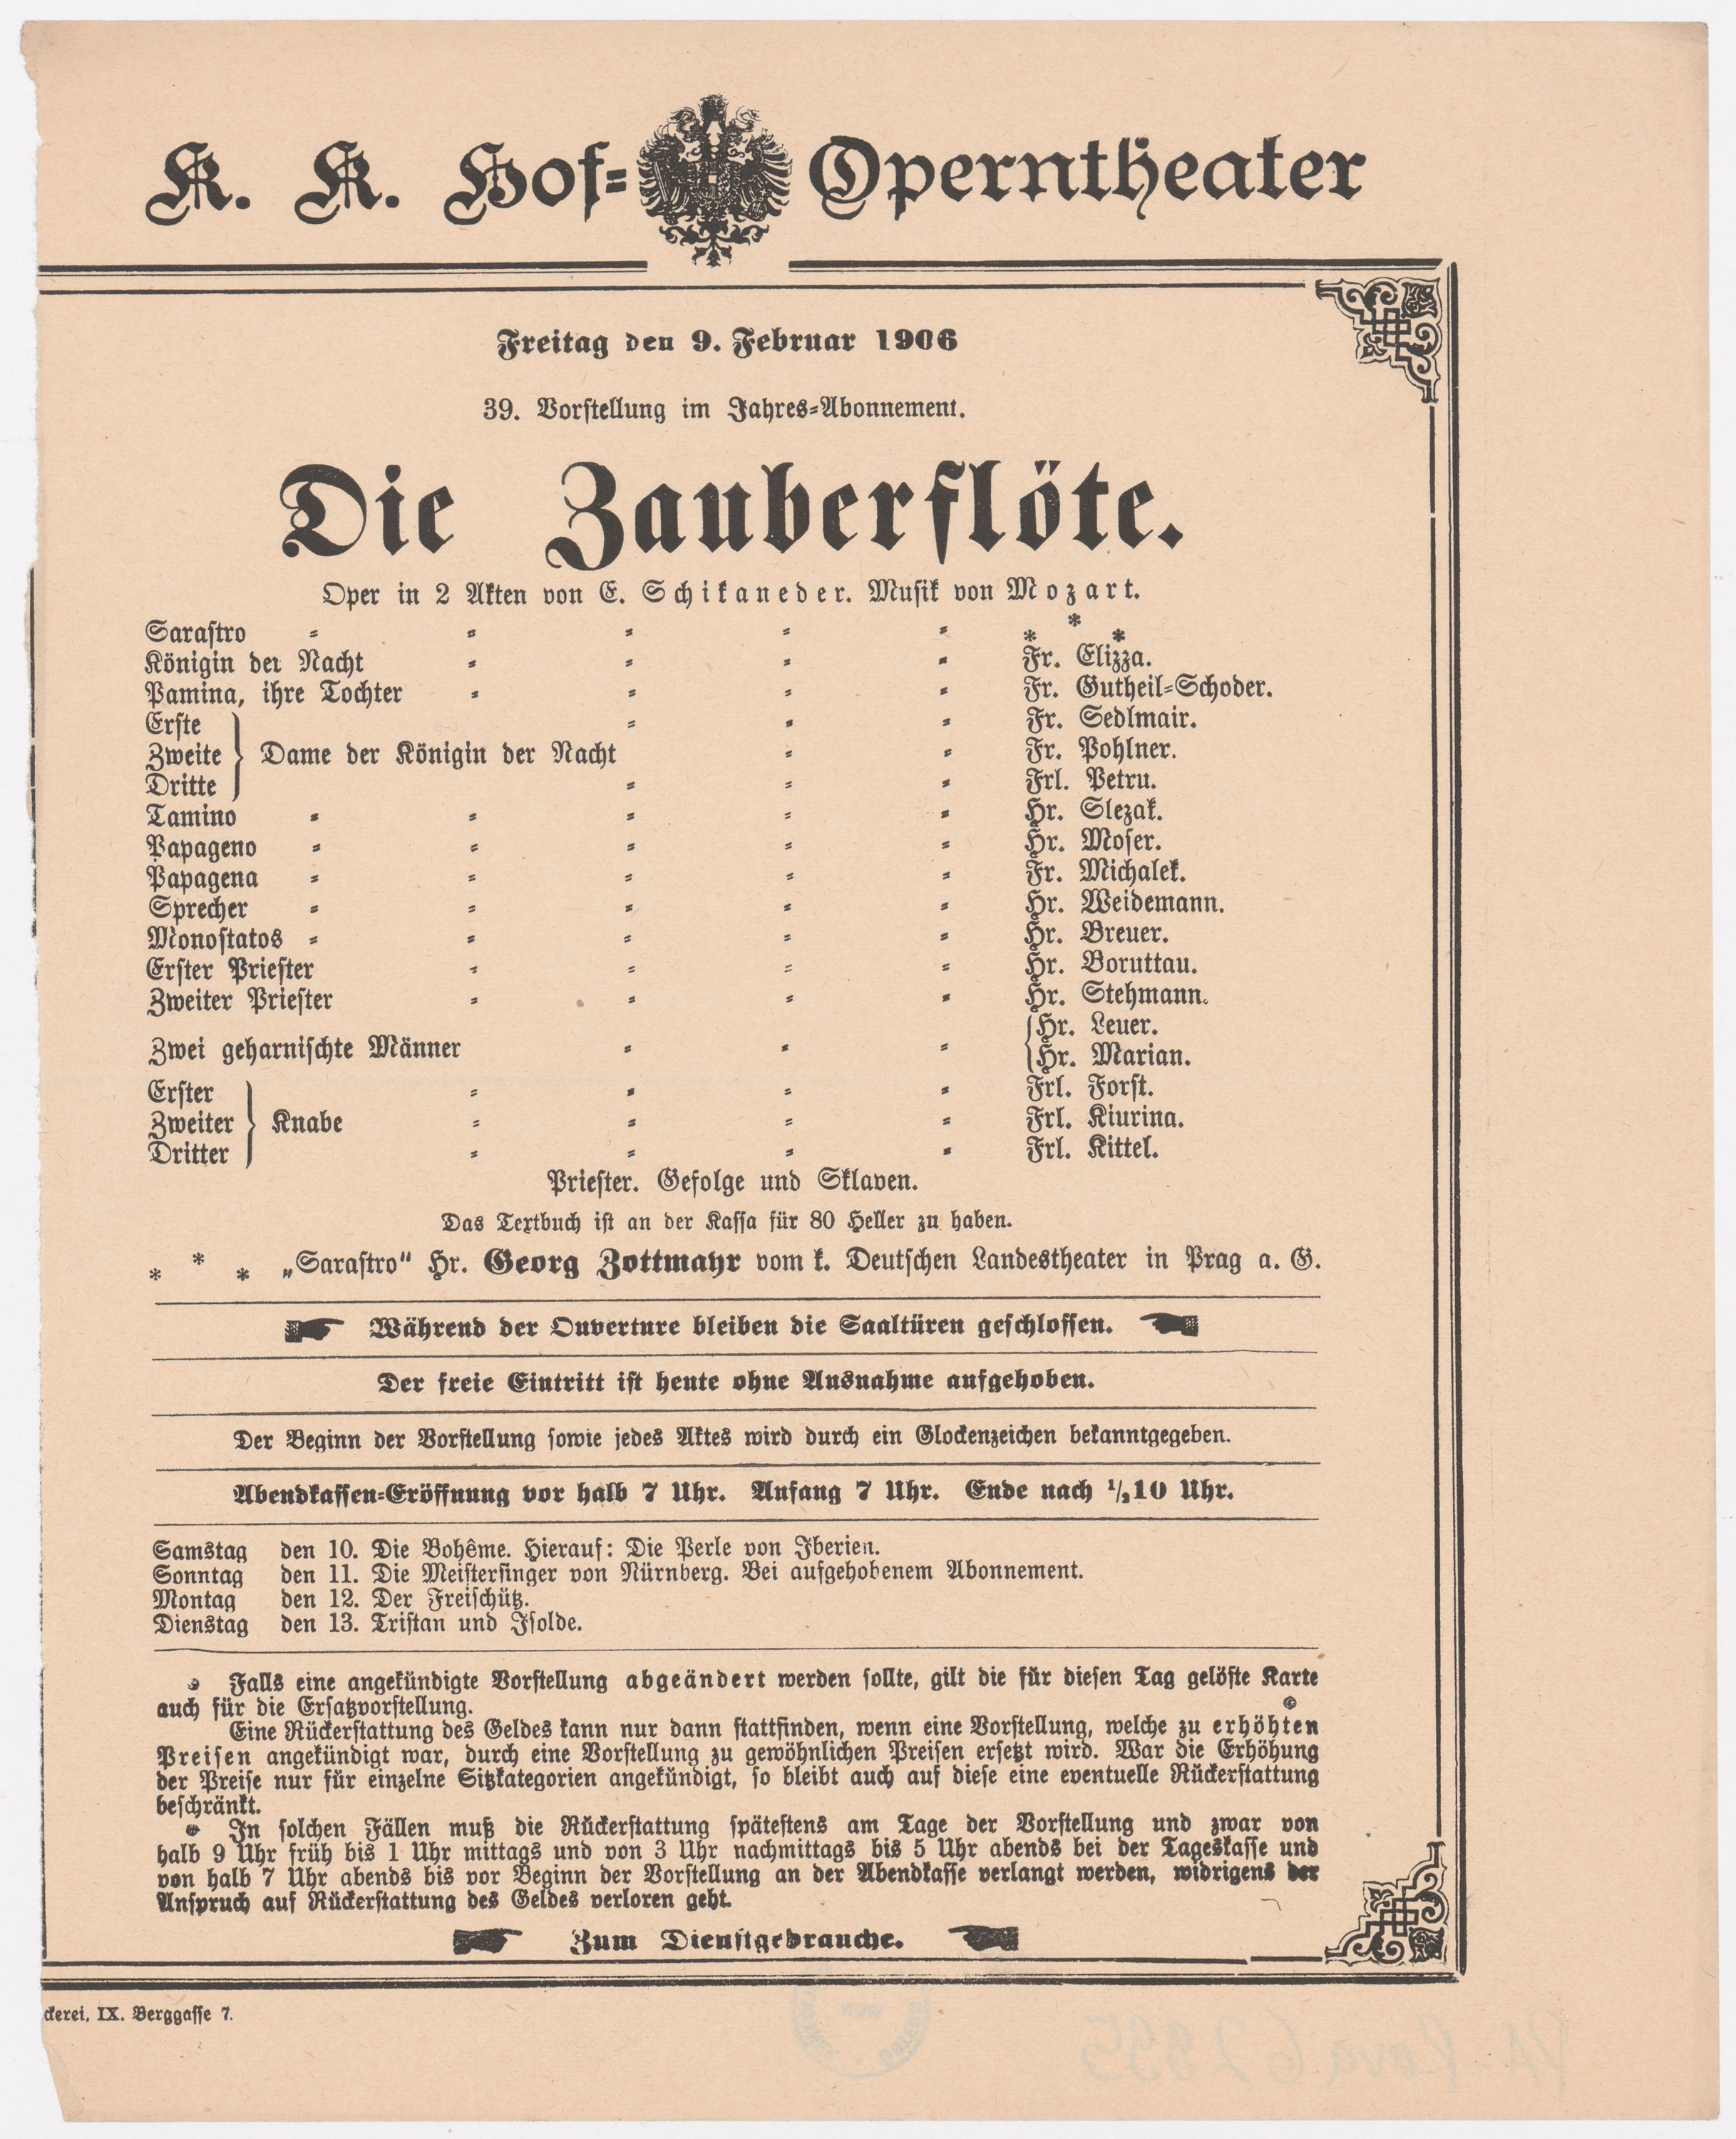 K. K. Hof= Operntheater
Freitag den 9. Februar 1906
39. Vorstellung im Jahres=Abonnement.
Die Zauberflöte.
Oper in 2 Akten von E. Schikaneder. Musik von Mozart.
Sarastro = = = = = * * *
Königin der Nacht = = = = Fr. Elizza.
Pamina, ihre Tochter = = = = Fr. Gutheil=Schoder.
Erste = = = Fr. Sedlmair.
Zweite } Dame der Königin der Nacht = = Fr. Pohlner.
Dritte = = = Frl. Petru.
Tamino = = = = = Hr. Slezak.
Papageno = = = = = Hr. Moser.
Papagena = = = = = Fr. Michalek.
Sprecher = = = = = Hr. Weidemann.
Monostatos = = = = = Hr. Breuer.
Erster Priester = = = = Hr. Boruttau.
Zweiter Priester = = = = Hr. Stehmann.
Zwei geharnischte Männer = = = { Hr. Leuer.
Hr. Marian.
Erster = = = = Frl. Forst.
Zweiter } Knabe = = = = Frl. Kiurina.
Dritter = = = = Frl. Kittel.
Priester. Gefolge und Sklaven.
Das Textbuch ist an der Kassa für 80 Heller zu haben.
* * * „Sarastro“ Hr. Georg Zottmayr vom k. Deutschen Landestheater in Prag a. G.
Während der Ouverture bleiben die Saaltüren geschlossen.
Der freie Eintritt ist heute ohne Ausnahme aufgehoben.
Der Beginn der Vorstellung sowie jedes Aktes wird durch ein Glockenzeichen bekanntgegeben.
Abendkassen=Eröffnung vor halb 7 Uhr. Anfang 7 Uhr. Ende nach 1/210 Uhr.
Samstag den 10. Die Bohême. Hierauf: Die Perle von Iberien.
Sonntag den 11. Die Meistersinger von Nürnberg. Bei aufgehobenem Abonnement.
Montag den 12. Der Freischütz.
Dienstag den 13. Tristan und Isolde.
Falls eine angekündigte Vorstellung abgeändert werden sollte, gilt die für diesen Tag gelöste Karte
auch für die Ersatzvorstellung.
Eine Rückerstattung des Geldes kann nur dann stattfinden, wenn eine Vorstellung, welche zu erhöhten
Preisen angekündigt war, durch eine Vorstellung zu gewöhnlichen Preisen ersetzt wird. War die Erhöhung
der Preise nur für einzelne Sitzkategorien angekündigt, so bleibt auch auf diese eine eventuelle Rückerstattung
beschränkt.
In solchen Fällen muß die Rückerstattung spätestens am Tage der Vorstellung und zwar von
halb 9 Uhr früh bis 1 Uhr mittags und von 3 Uhr nachmittags bis 5 Uhr abends bei der Tageskasse und
von halb 7 Uhr abends bis vor Beginn der Vorstellung an der Abendkasse verlangt werden, widrigens der
Anspruch auf Rückerstattung des Geldes verloren geht.
Zum Dienstgebrauche.
ckerei, IX. Berggasse 7.